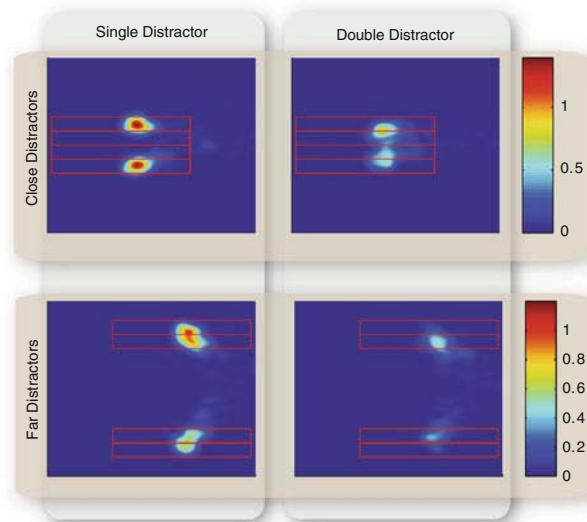 Single Distractor
Double Distractor
Close Distractors
1
0.5
0
Far Distractors
1
0.8
0.6
0.4
0.2
0